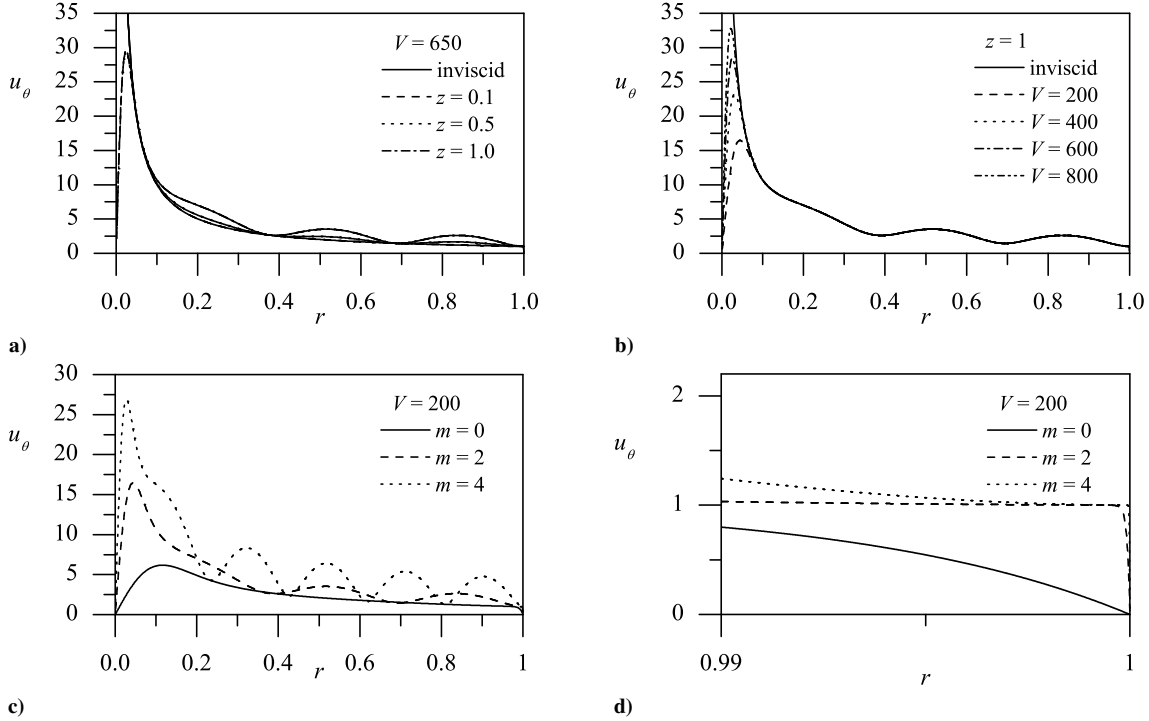 35
30
25
20
15
10
5
0
u_θ
V = 650
inviscid
z = 0.1
z = 0.5
z = 1.0
0.0 0.2 0.4 0.6 0.8 1.0
r
a)
35
30
25
20
15
10
5
0
u_θ
z = 1
inviscid
V = 200
V = 400
V = 600
V = 800
0.0 0.2 0.4 0.6 0.8 1.0
r
b)
30
25
20
15
10
5
0
u_θ
V = 200
m = 0
m = 2
m = 4
0.0 0.2 0.4 0.6 0.8 1
r
c)
2
1
0
u_θ
V = 200
m = 0
m = 2
m = 4
0.99 1
r
d)